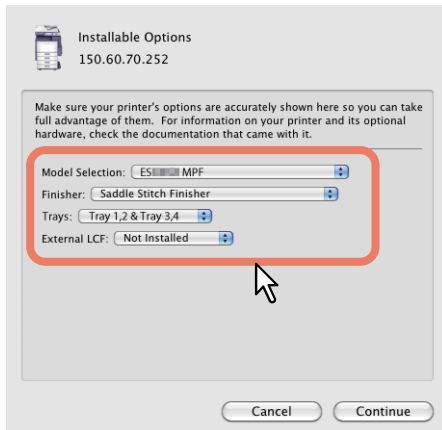 Installable Options
150.60.70.252
Make sure your printer's options are accurately shown here so you can take
full advantage of them. For information on your printer and its optional
hardware, check the documentation that came with it.
Model Selection: ES MPF
Finisher: Saddle Stitch Finisher
Trays: Tray 1,2 & Tray 3,4
External LCF: Not Installed
Cancel Continue